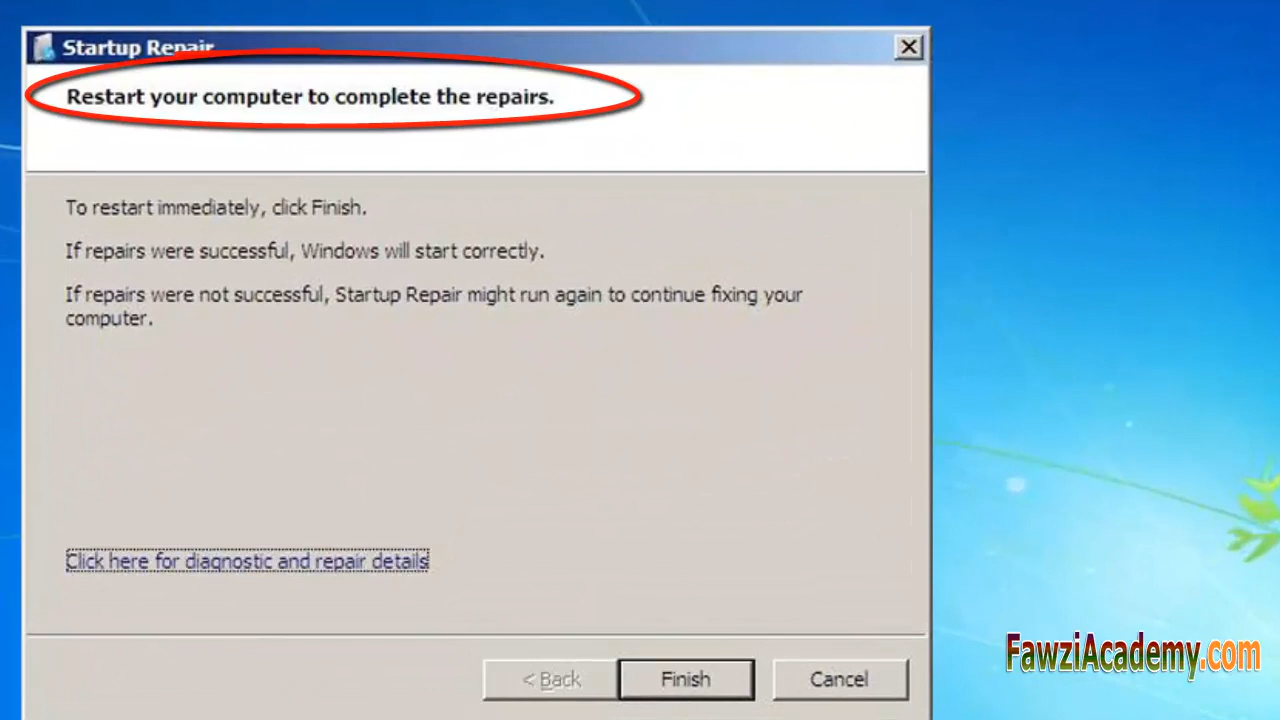 Startup Repair
Restart your computer to complete the repairs.
To restart immediately, click Finish.
If repairs were successful, Windows will start correctly.
If repairs were not successful, Startup Repair might run again to continue fixing your
computer.
Click here for diagnostic and repair details
< Back
Finish
Cancel
FawziAcademy.com